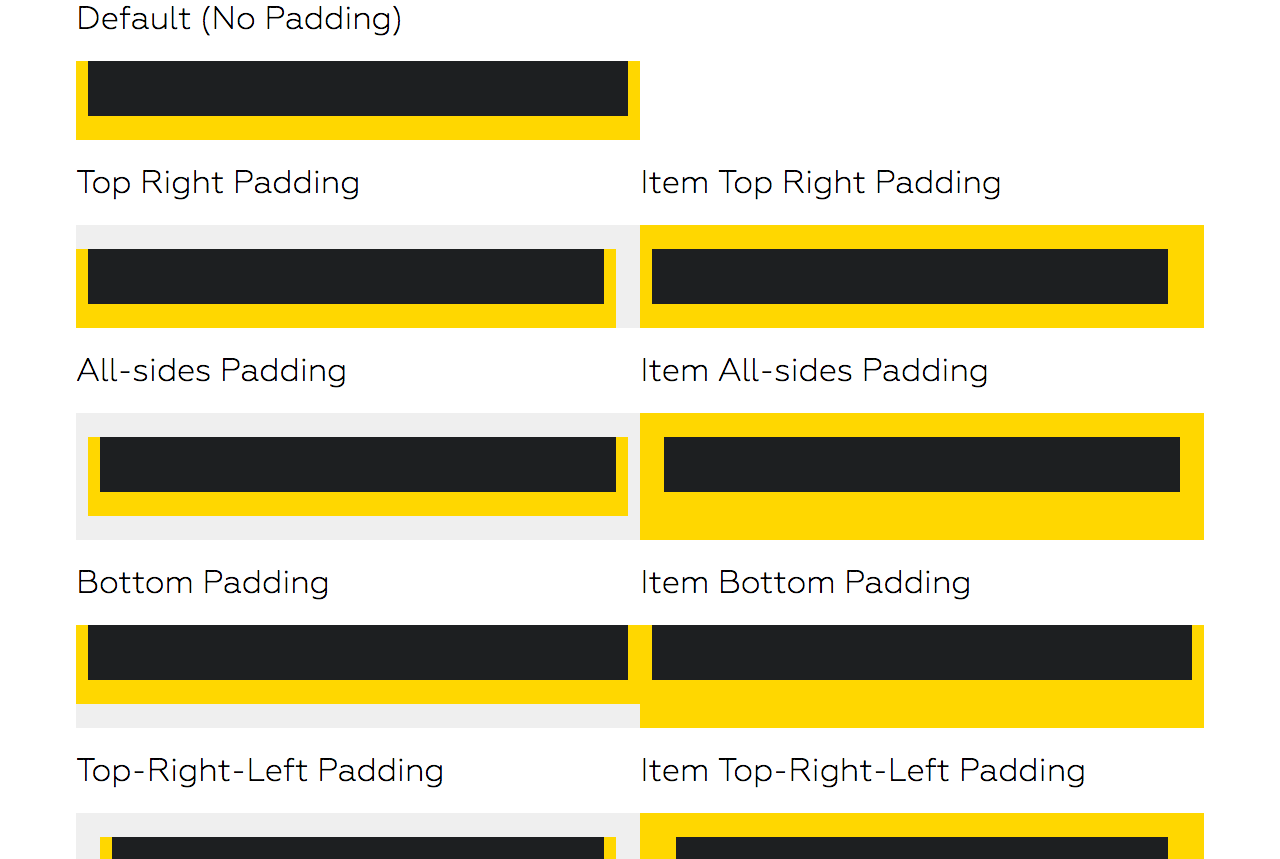 Default (No Padding)
Top Right Padding
Item Top Right Padding
All-sides Padding
Item All-sides Padding
Bottom Padding
Item Bottom Padding
Top-Right-Left Padding
Item Top-Right-Left Padding